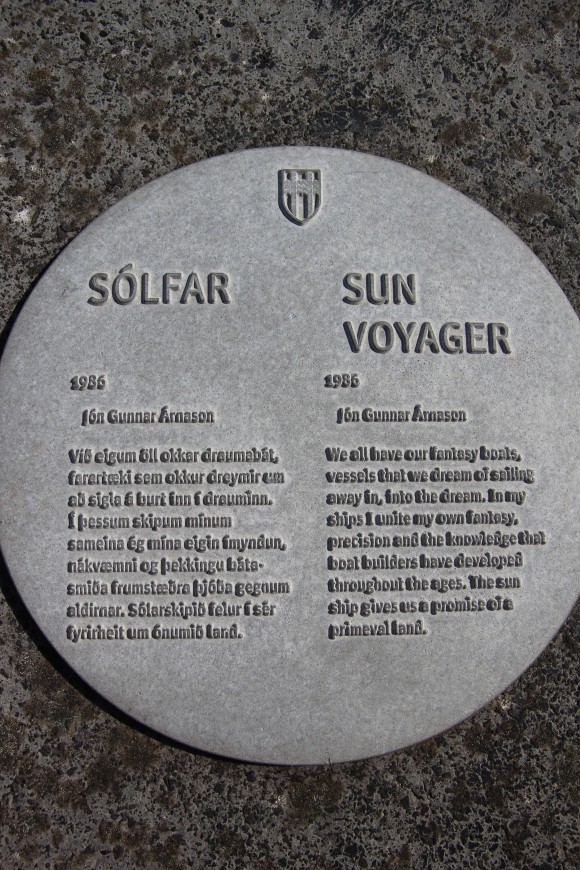 SÓLFAR
1986
Jón Gunnar Árnason
Við eigum öll okkar draumabát,
farartæki sem okkur dreymir um
að sigla á burt inn í drauminn.
Í þessum skipum mínum
sameina ég mína eigin ímyndun,
nákvæmni og þekkingu báta-
smiða frumstæðra þjóða gegnum
aldirnar. Sólarskipið felur í sér
fyrirheit um ónumið land.
SUN
VOYAGER
1986
Jón Gunnar Árnason
We all have our fantasy boats,
vessels that we dream of sailing
away in, into the dream. In my
ships I unite my own fantasy,
precision and the knowledge that
boat builders have developed
throughout the ages. The sun
ship gives us a promise of a
primeval land.